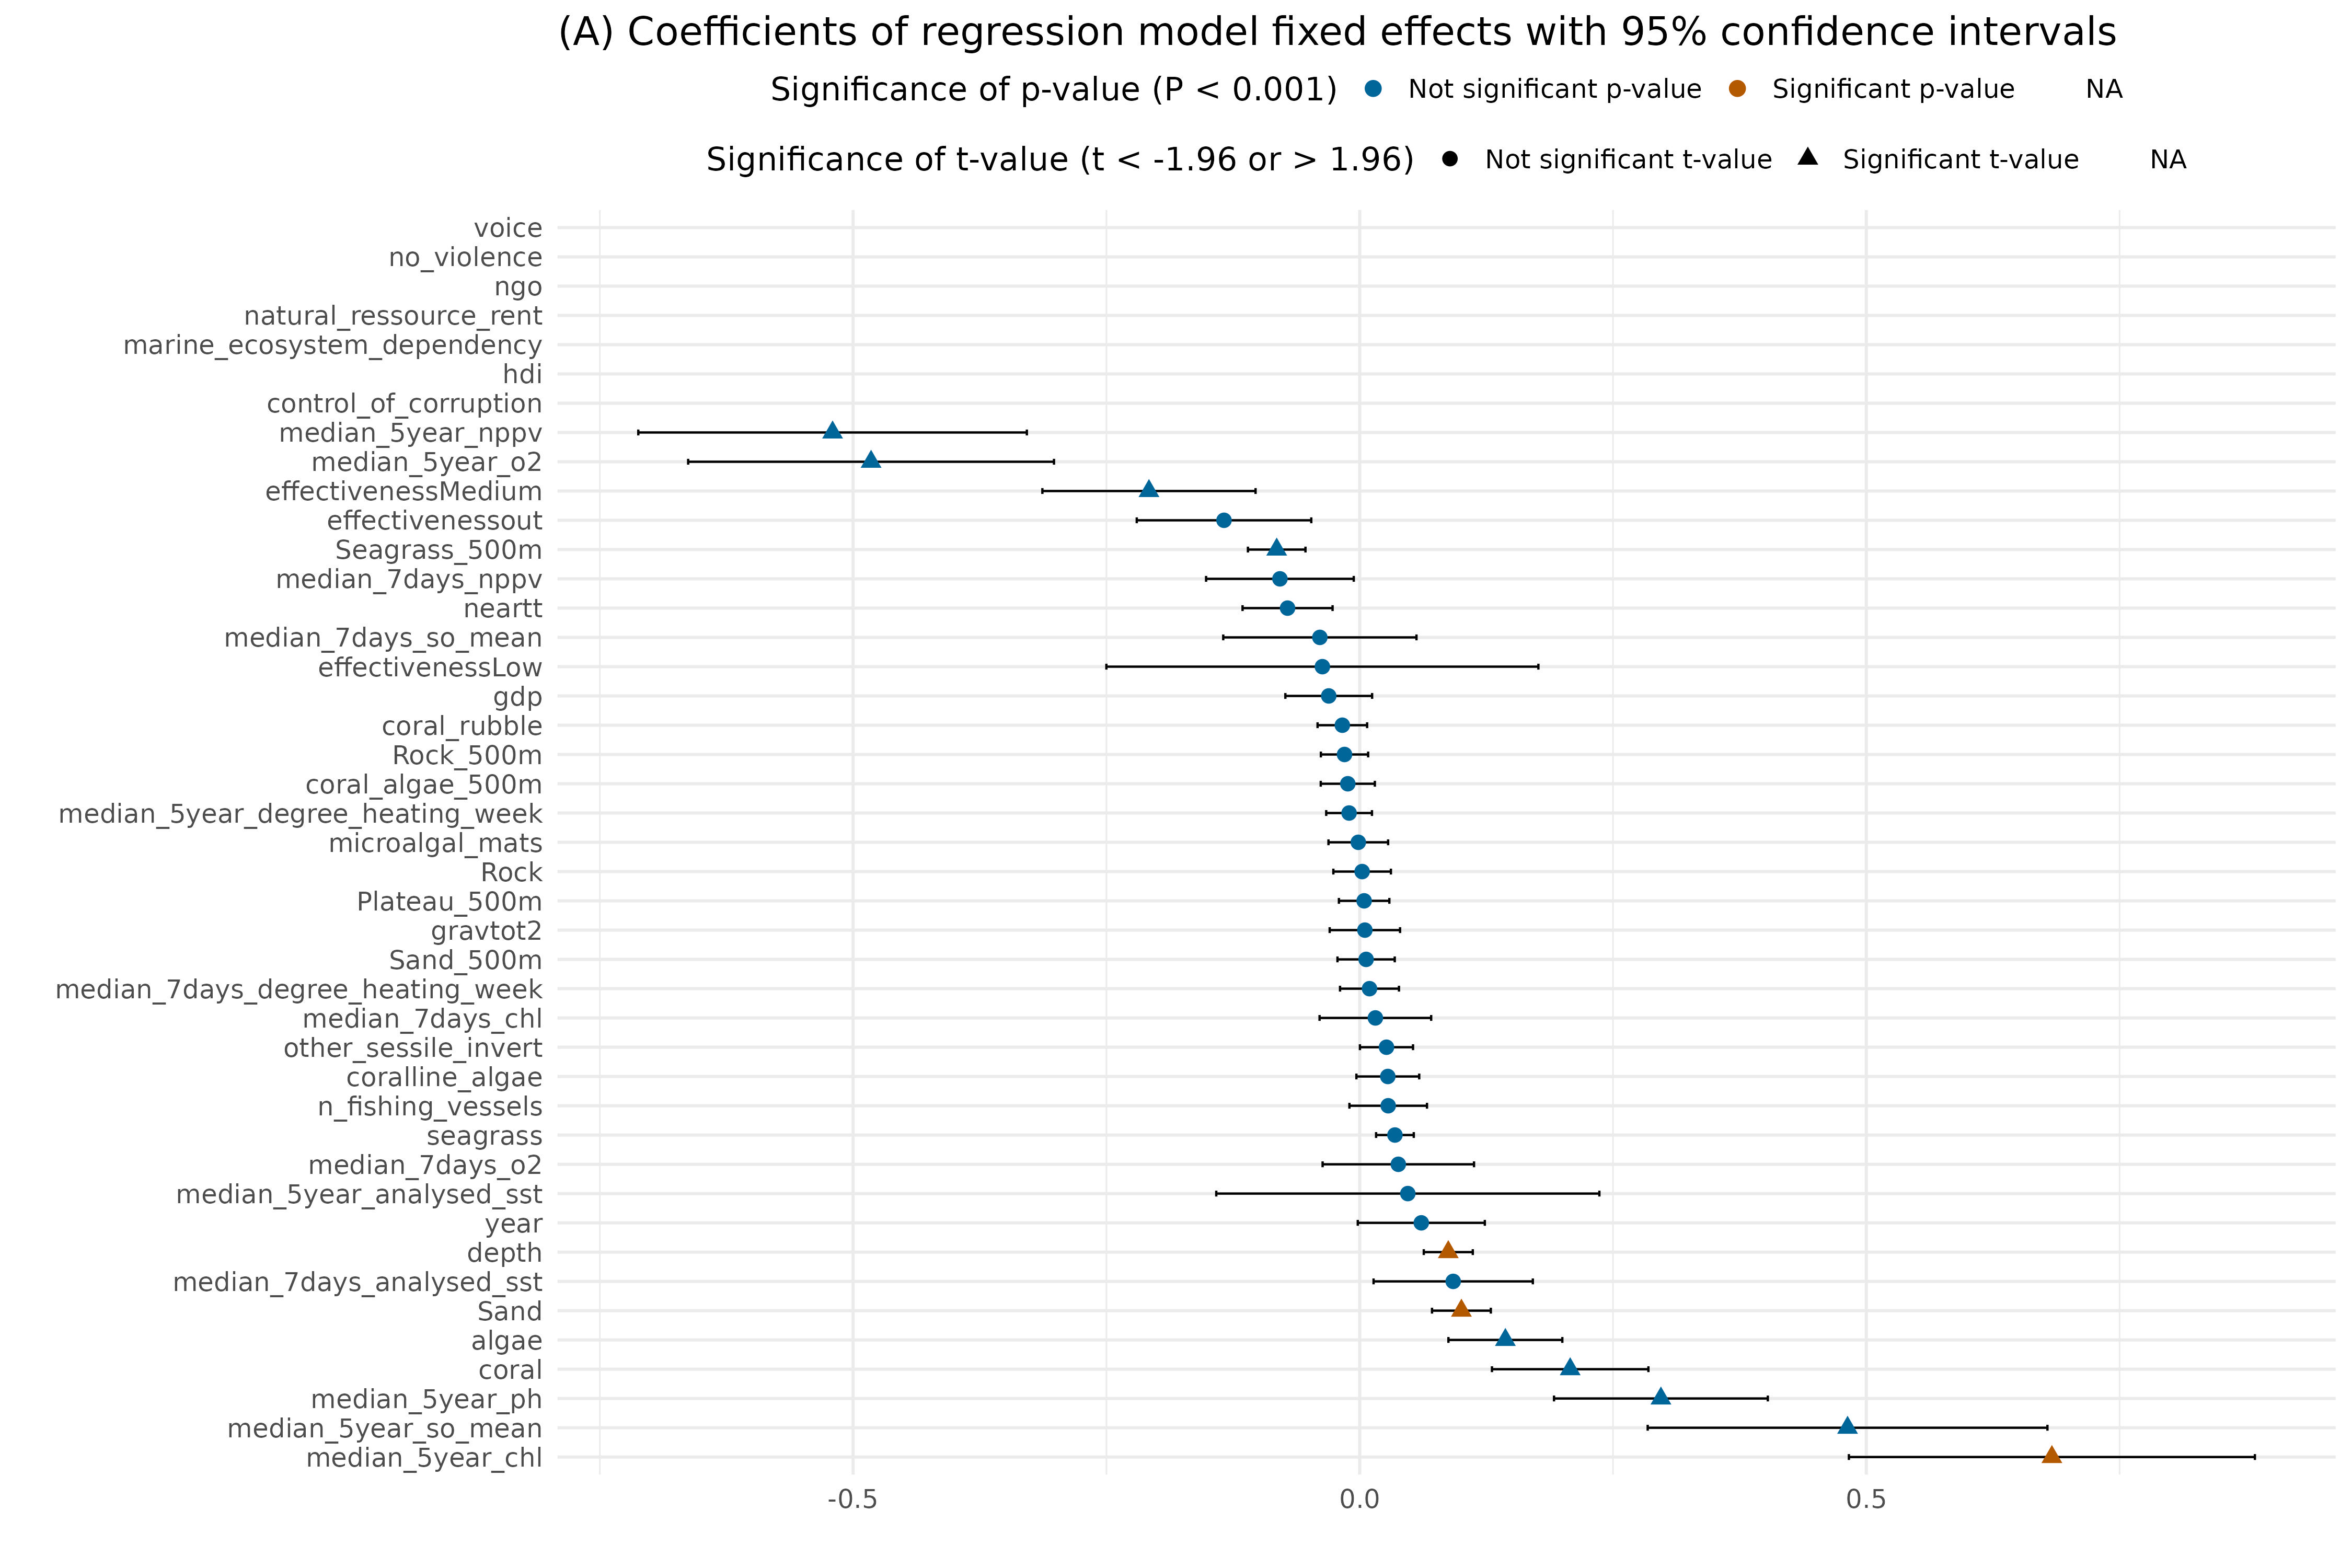 (A) Coefficients of regression model fixed effects with 95% confidence intervals
Significance of p-value (P < 0.001) Not significant p-value Significant p-value NA
Significance of t-value (t < -1.96 or > 1.96) Not significant t-value Significant t-value NA
voice
no_violence
ngo
natural_ressource_rent
marine_ecosystem_dependency
hdi
control_of_corruption
median_5year_nppv
median_5year_o2
effectivenessMedium
effectivenessout
Seagrass_500m
median_7days_nppv
neartt
median_7days_so_mean
effectivenessLow
gdp
coral_rubble
Rock_500m
coral_algae_500m
median_5year_degree_heating_week
microalgal_mats
Rock
Plateau_500m
gravtot2
Sand_500m
median_7days_degree_heating_week
median_7days_chl
other_sessile_invert
coralline_algae
n_fishing_vessels
seagrass
median_7days_o2
median_5year_analysed_sst
year
depth
median_7days_analysed_sst
Sand
algae
coral
median_5year_ph
median_5year_so_mean
median_5year_chl
-0.5 0.0 0.5